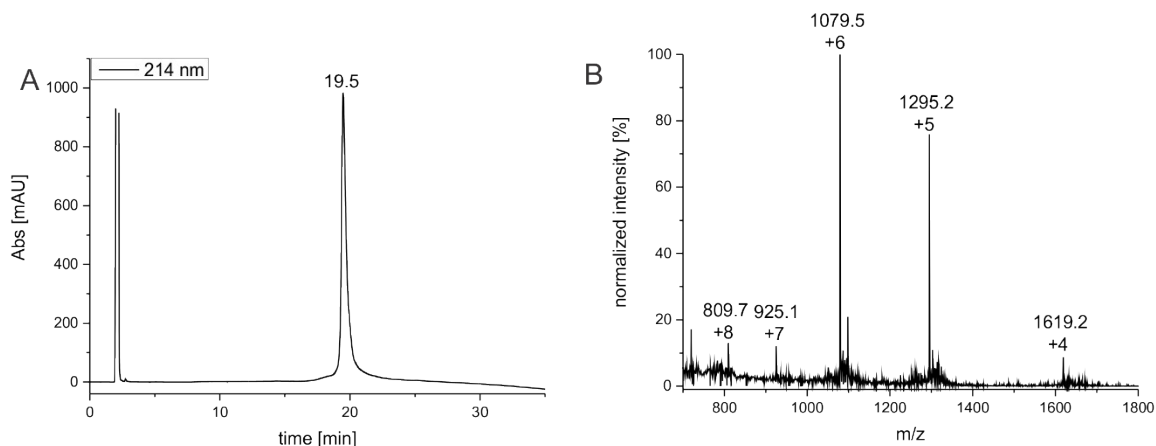 A
214 nm
19.5
1000
800
600
400
200
0
0 10 20 30
Abs [mAU]
time [min]
B
1079.5
+6
1295.2
+5
809.7 925.1
+8 +7
1619.2
+4
100
80
60
40
20
0
800 1000 1200 1400 1600 1800
normalized intensity [%]
m/z